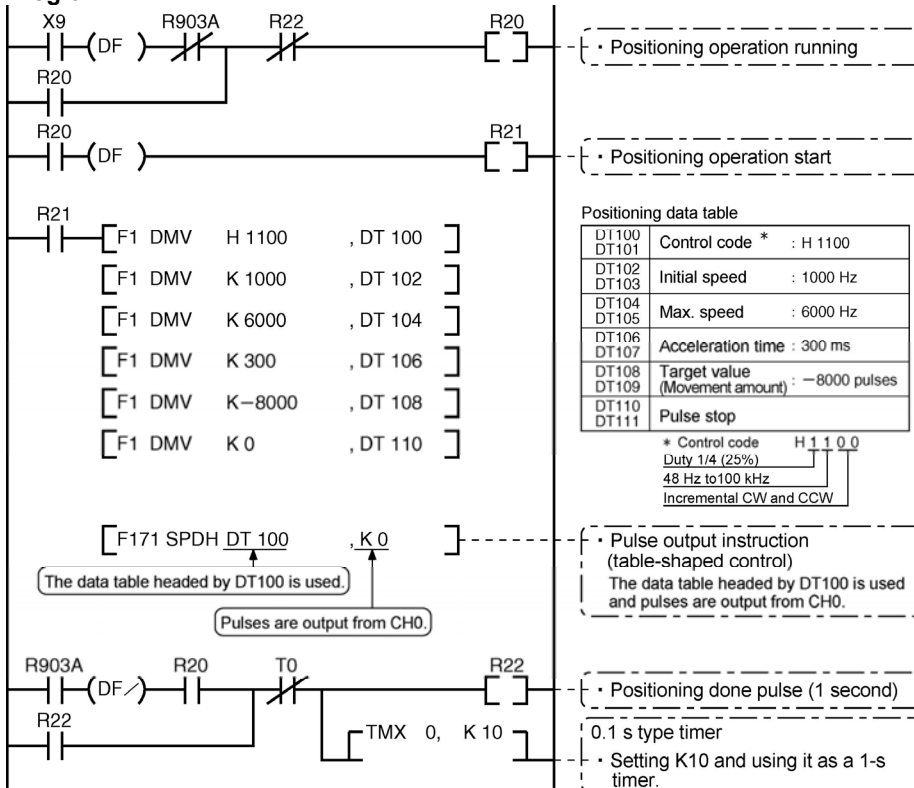 X9 R903A R22 R20
(DF )
· Positioning operation running
R20
R20 R21
(DF )
· Positioning operation start
R21
F1 DMV H 1100 , DT 100
F1 DMV K 1000 , DT 102
F1 DMV K 6000 , DT 104
F1 DMV K 300 , DT 106
F1 DMV K−8000 , DT 108
F1 DMV K 0 , DT 110
Positioning data table
DT100
DT101 Control code * : H 1100
DT102
DT103 Initial speed : 1000 Hz
DT104
DT105 Max. speed : 6000 Hz
DT106
DT107 Acceleration time : 300 ms
DT108
DT109 Target value
(Movement amount) : −8000 pulses
DT110
DT111 Pulse stop
* Control code H 1 1 0 0
Duty 1/4 (25%)
48 Hz to100 kHz
Incremental CW and CCW
F171 SPDH DT 100 , K 0
The data table headed by DT100 is used.
Pulses are output from CH0.
· Pulse output instruction
(table-shaped control)
The data table headed by DT100 is used
and pulses are output from CH0.
R903A R20 T0 R22
(DF/)
· Positioning done pulse (1 second)
R22
TMX 0, K 10
0.1 s type timer
· Setting K10 and using it as a 1-s
timer.